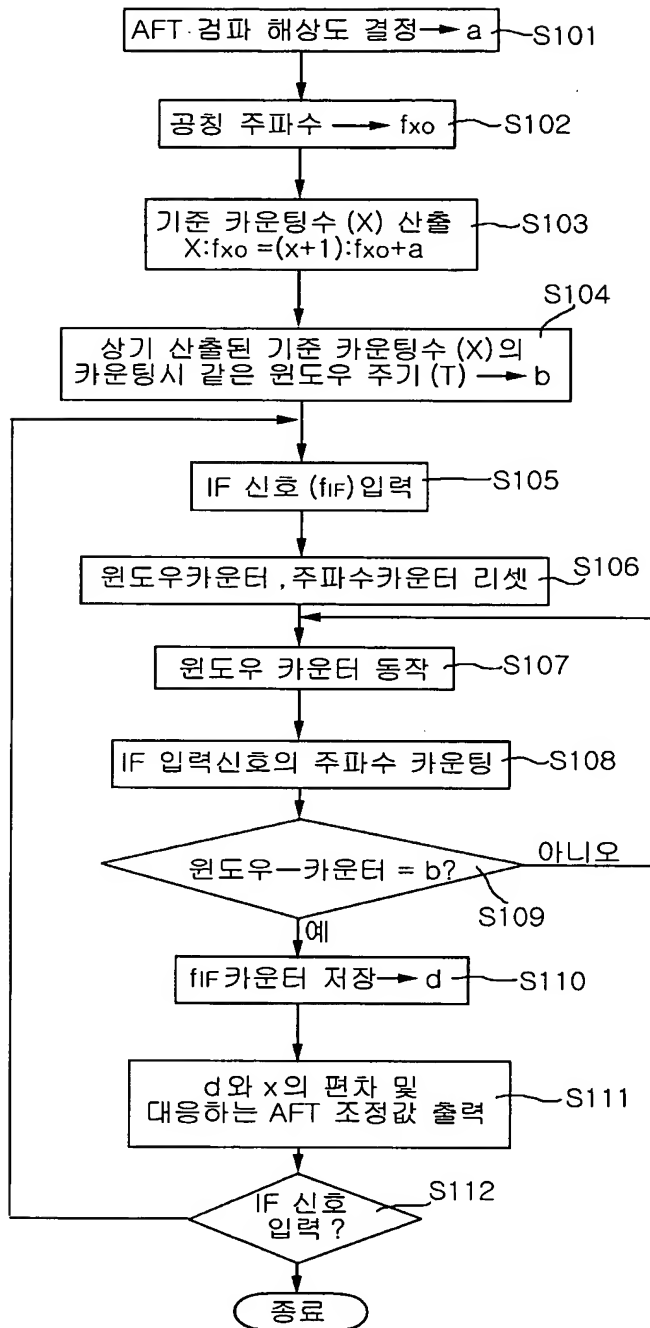 AFT 검파 해상도 결정 → a
S101
공칭 주파수 → fxo
S102
기준 카운팅수 (X) 산출
X:fxo =(x+1):fxo+a
S103
S104
상기 산출된 기준 카운팅수 (X)의
카운팅시 같은 윈도우 주기 (T) → b
IF 신호 (fIF) 입력
S105
윈도우카운터 , 주파수카운터 리셋
S106
윈도우 카운터 동작
S107
IF 입력신호의 주파수 카운팅
S108
윈도우－카운터 = b?
아니오
S109
예
fIF 카운터 저장 → d
S110
d와 x의 편차 및
대응하는 AFT 조정값 출력
S111
S112
IF 신호
입력 ?
종료